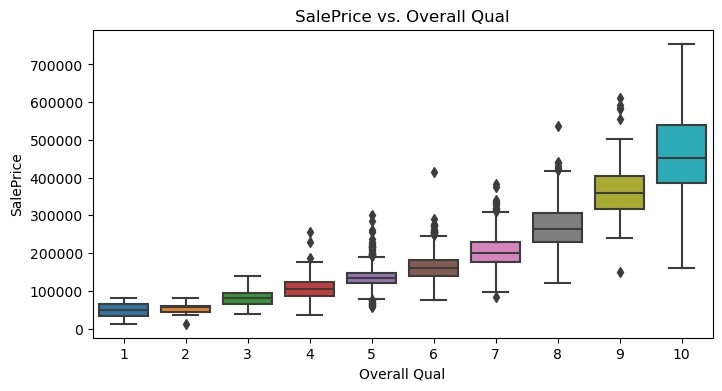 SalePrice vs. Overall Qual
SalePrice
700000
600000
500000
400000
300000
200000
100000
0
1 2 3 4 5 6 7 8 9 10
Overall Qual